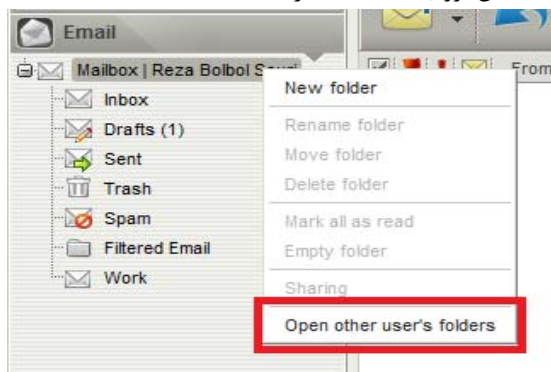 Email
Mailbox | Reza Bolbol
Inbox
Drafts (1)
Sent
Trash
Spam
Filtered Email
Work
From
New folder
Rename folder
Move folder
Delete folder
Mark all as read
Empty folder
Sharing
Open other user's folders